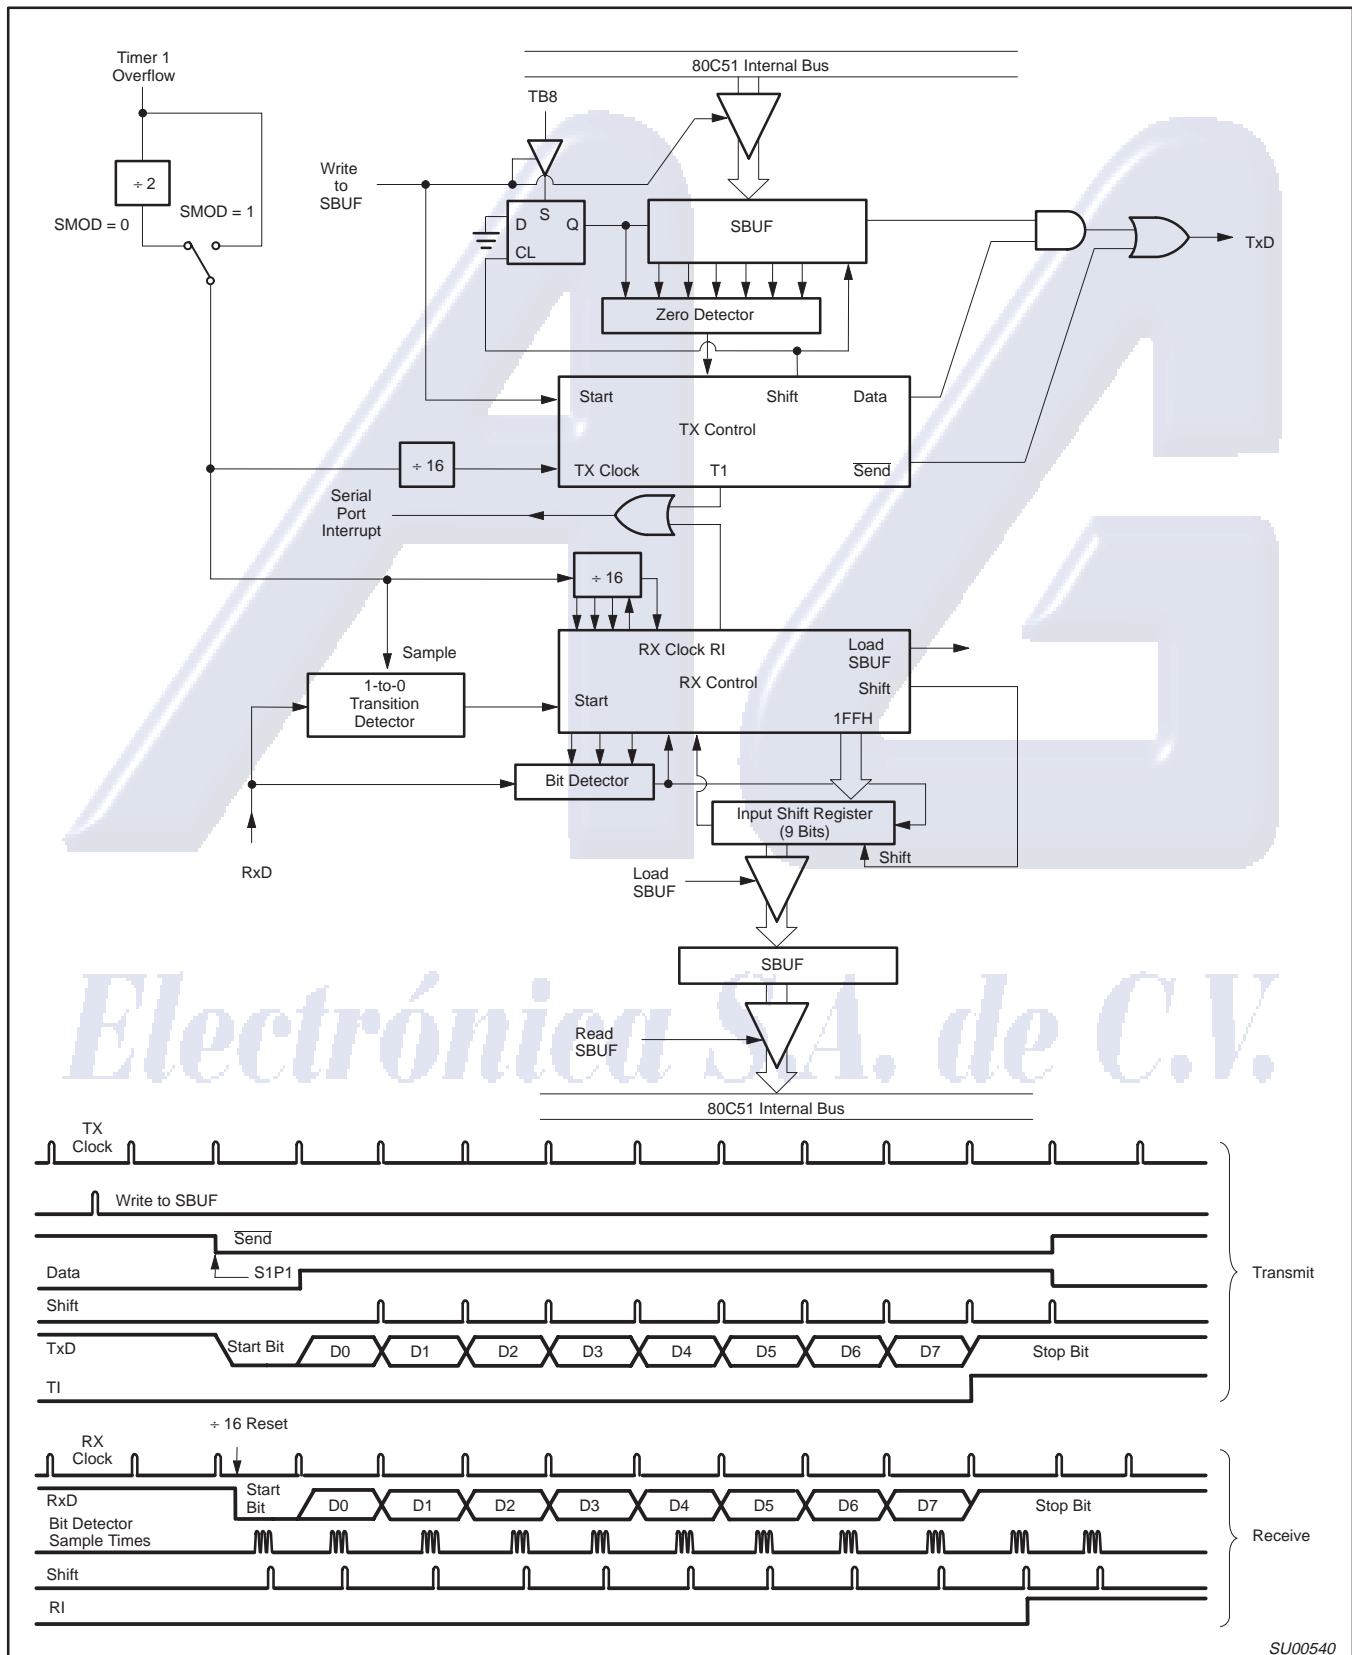 Timer 1
Overflow
80C51 Internal Bus
TB8
÷ 2
Write
to
SBUF
SMOD = 1
SMOD = 0
S
D
Q
CL
SBUF
TxD
Zero Detector
Start
Shift
Data
TX Control
÷ 16
TX Clock
T1
Send
Serial
Port
Interrupt
÷ 16
Sample
RX Clock RI
Load
SBUF
RX Control
Shift
1-to-0
Transition
Detector
Start
1FFH
Bit Detector
Input Shift Register
(9 Bits)
Shift
RxD
Load
SBUF
SBUF
Read
SBUF
80C51 Internal Bus
AG
Electrónica S.A. de C.V.
TX
Clock
Write to SBUF
Send
S1P1
Data
Shift
TxD
Start Bit
D0
D1
D2
D3
D4
D5
D6
D7
Stop Bit
TI
Transmit
÷ 16 Reset
RX
Clock
RxD
Start
Bit
D0
D1
D2
D3
D4
D5
D6
D7
Stop Bit
Bit Detector
Sample Times
Shift
RI
Receive
SU00540